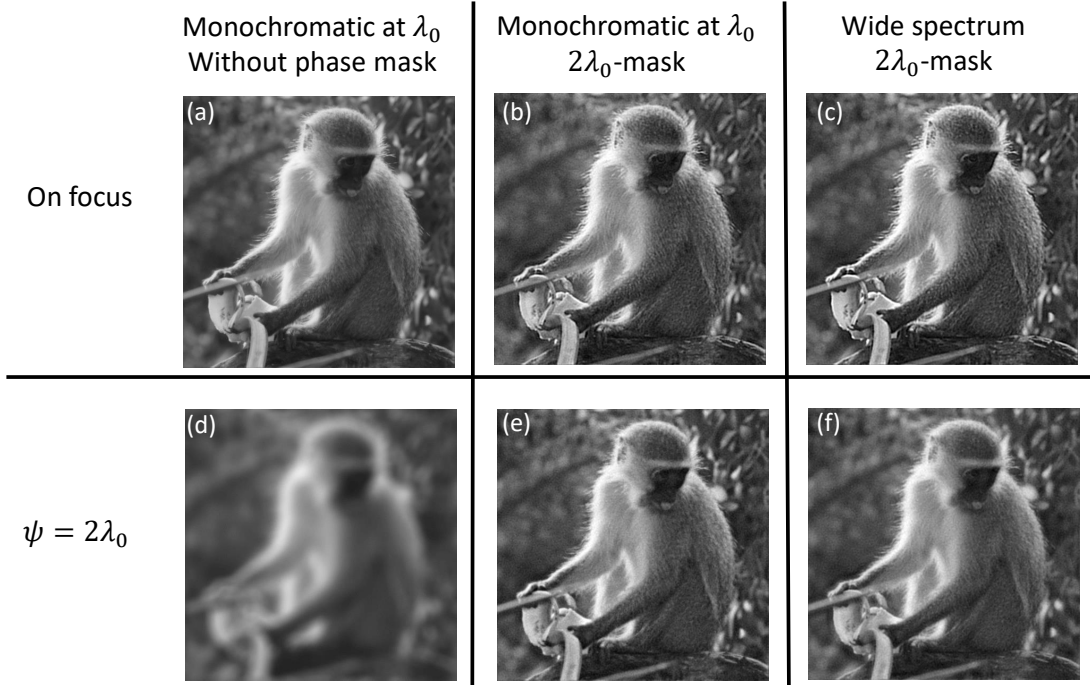 Monochromatic at λ₀
Without phase mask
Monochromatic at λ₀
2λ₀-mask
Wide spectrum
2λ₀-mask
On focus
(a)
(b)
(c)
ψ = 2λ₀
(d)
(e)
(f)